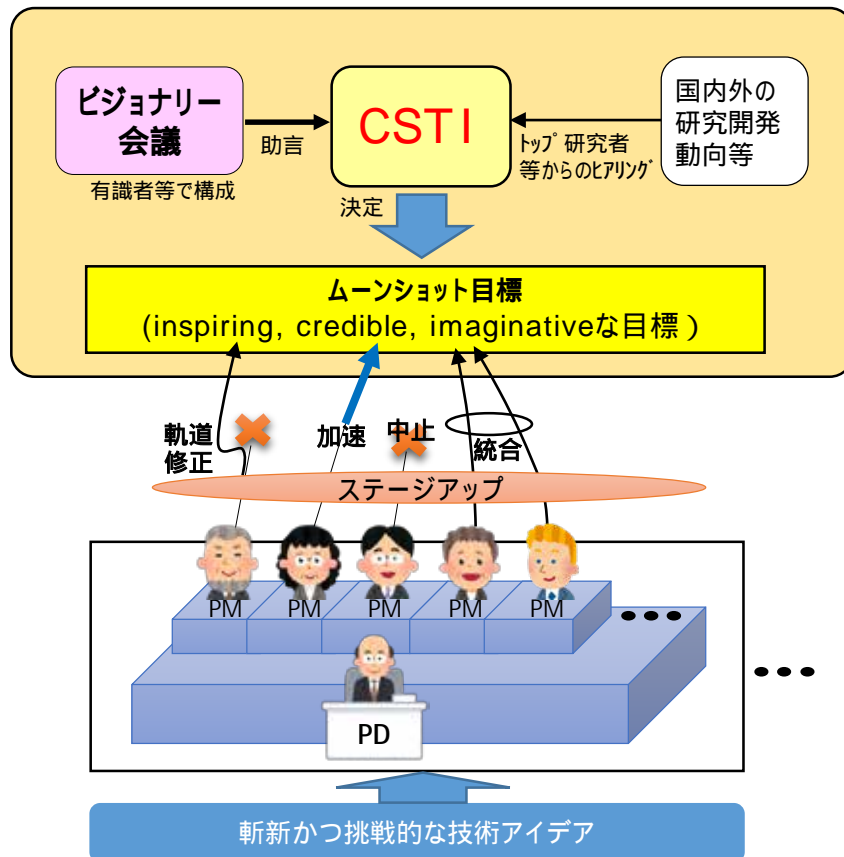 ビジョナリー
会議
有識者等で構成
助言
CSTI
国内外の
研究開発
動向等
トップ研究者
等からのヒアリング
決定
ムーンショット目標
(inspiring, credible, imaginativeな目標）
軌道
修正
加速
中止
統合
ステージアップ
PM
PM
PM
PM
PM
PD
斬新かつ挑戦的な技術アイデア